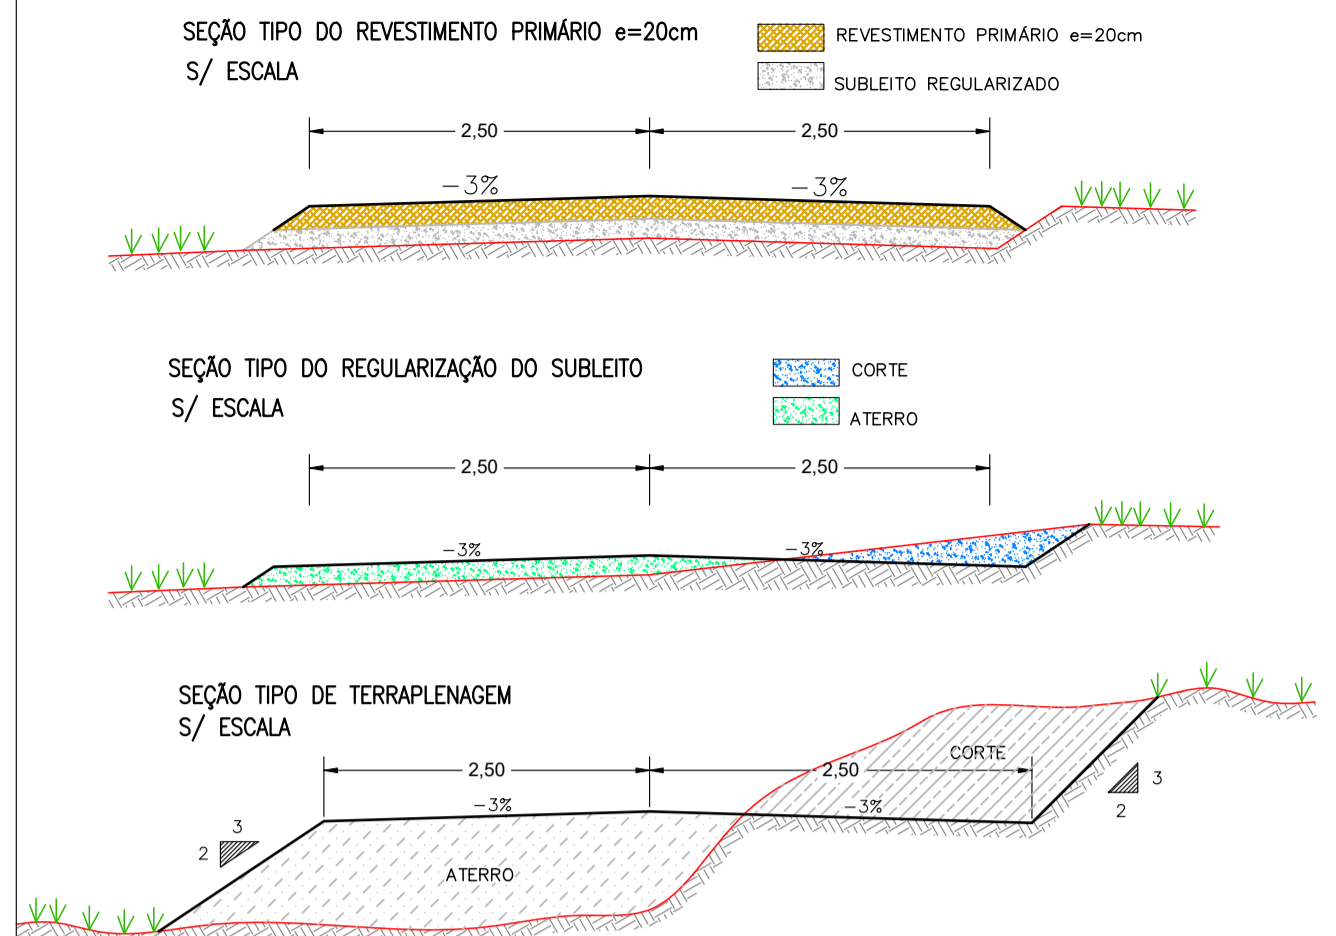 SEÇÃO TIPO DO REVESTIMENTO PRIMÁRIO e=20cm
S/ ESCALA
REVESTIMENTO PRIMÁRIO e=20cm
SUBLEITO REGULARIZADO
2,50
2,50
-3%
-3%
SEÇÃO TIPO DO REGULARIZAÇÃO DO SUBLEITO
S/ ESCALA
CORTE
ATERRO
2,50
2,50
-3%
-3%
SEÇÃO TIPO DE TERRAPLENAGEM
S/ ESCALA
CORTE
2,50
2,50
-3%
-3%
3
2
3
2
ATERRO